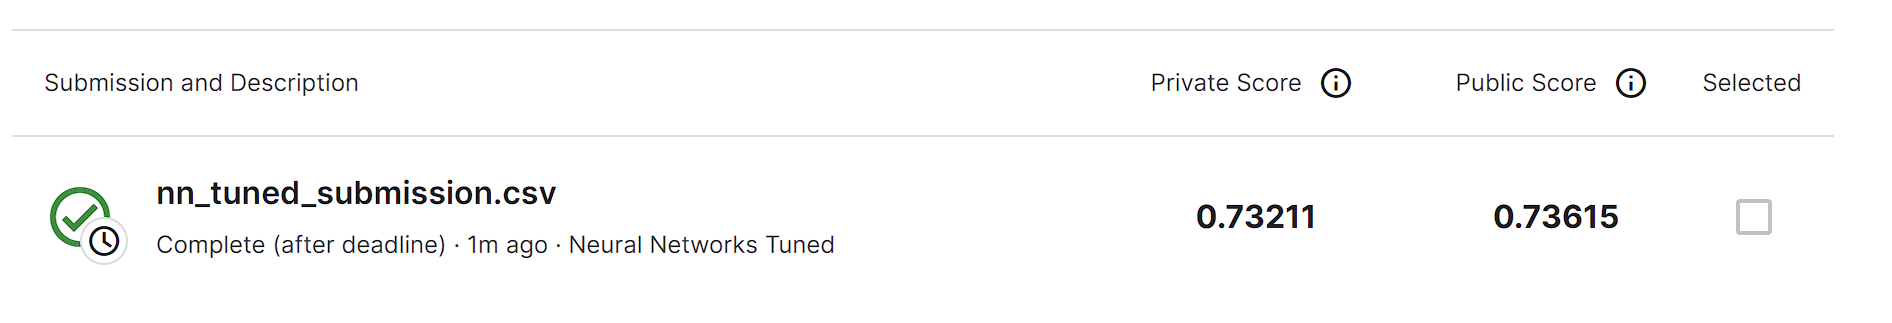 Submission and Description Private Score Public Score Selected
nn_tuned_submission.csv 0.73211 0.73615
Complete (after deadline) · 1m ago · Neural Networks Tuned